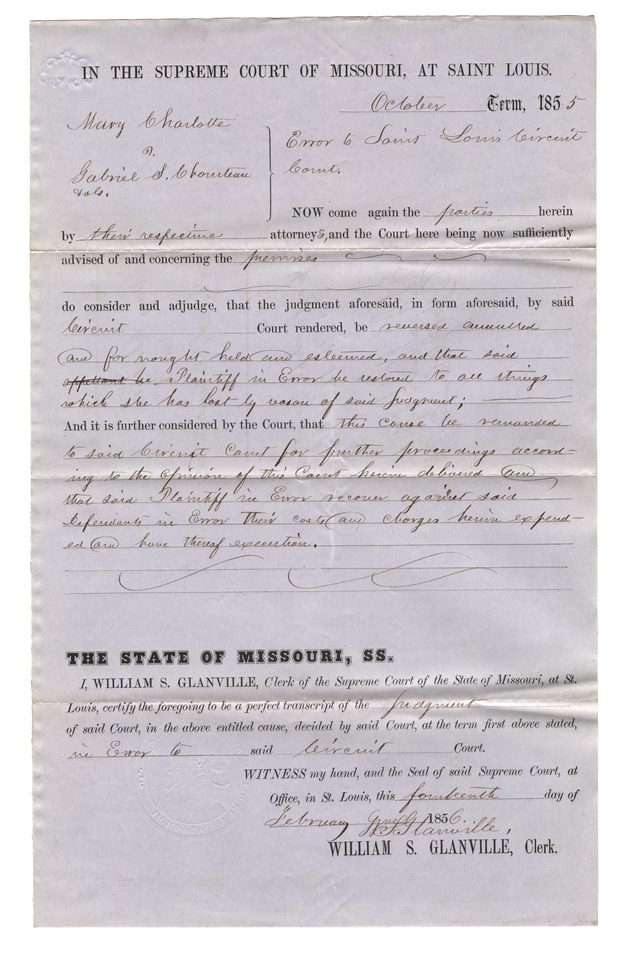 IN THE SUPREME COURT OF MISSOURI, AT SAINT LOUIS.
October Term, 1855
Mary Charlotte
v.
Gabriel S. Chouteau
& als.
Error to Saint Louis Circuit
Court.
NOW come again the parties herein
by their respective attorneys, and the Court here being now sufficiently
advised of and concerning the premises
do consider and adjudge, that the judgment aforesaid, in form aforesaid, by said
Circuit Court rendered, be reversed annulled
and for nought held and esteemed, and that said
appellant be Plaintiff in Error be restored to all things
which she has lost by reason of said judgment;
And it is further considered by the Court, that this cause be remanded
to said Circuit Court for further proceedings accord-
ing to the Opinion of this Court herein delivered and
that said Plaintiff in Error recover against said
Defendants in Error their costs and charges herein expend-
ed and have thereof execution.
THE STATE OF MISSOURI, SS.
I, WILLIAM S. GLANVILLE, Clerk of the Supreme Court of the State of Missouri, at St.
Louis, certify the foregoing to be a perfect transcript of the judgment
of said Court, in the above entitled cause, decided by said Court, at the term first above stated,
in Error to said Circuit Court.
WITNESS my hand, and the Seal of said Supreme Court, at
Office, in St. Louis, this fourteenth day of
February 1856.
W. S. Glanville,
WILLIAM S. GLANVILLE, Clerk.